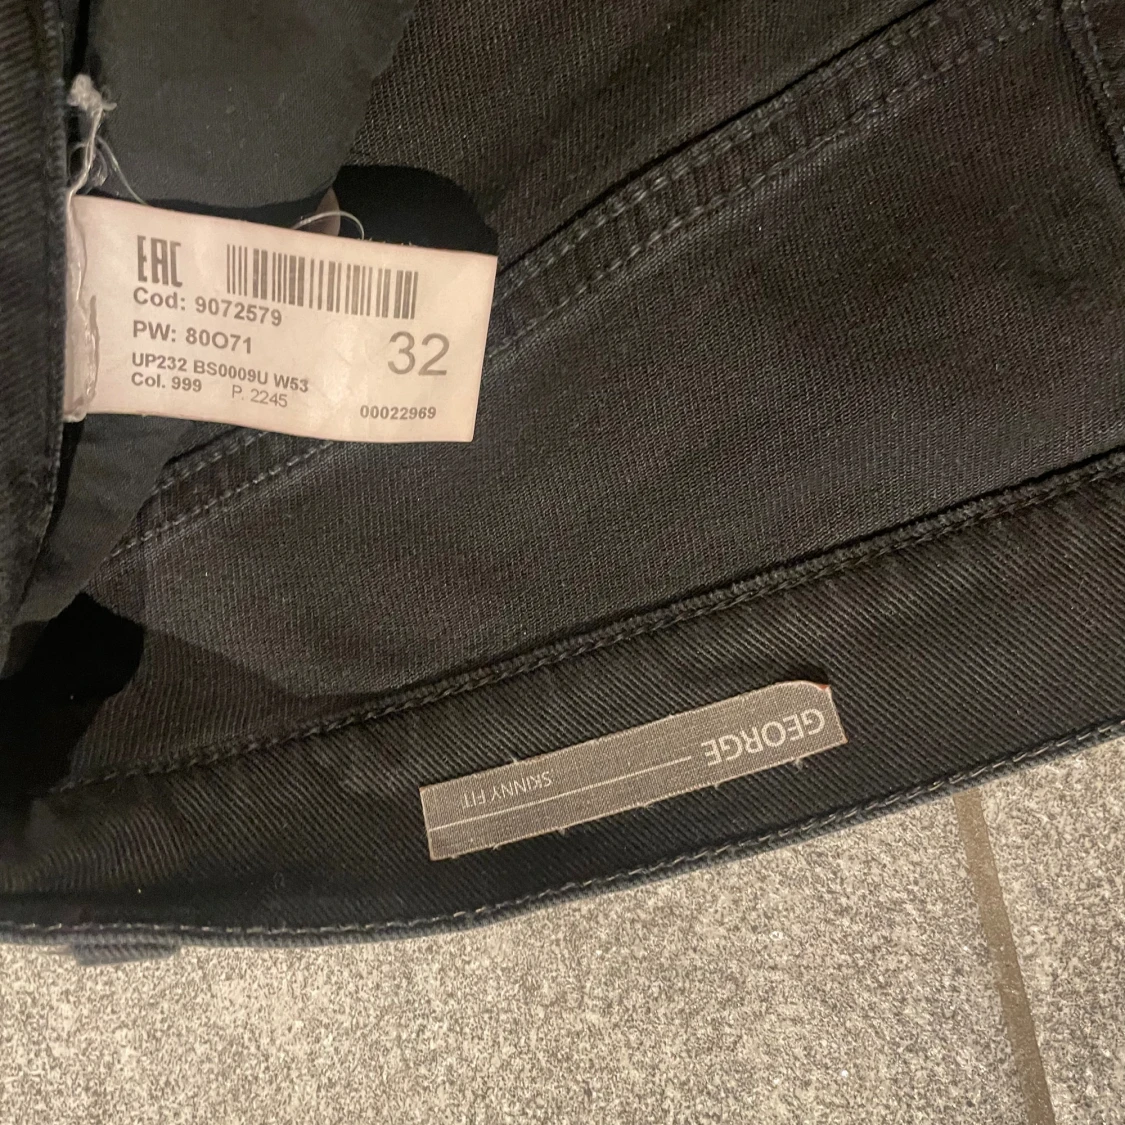 EAC
Cod: 9072579
PW: 80O71
32
UP232 BS0009U W53
Col. 999 P. 2245
00022969
GEORGE
SKINNY FIT